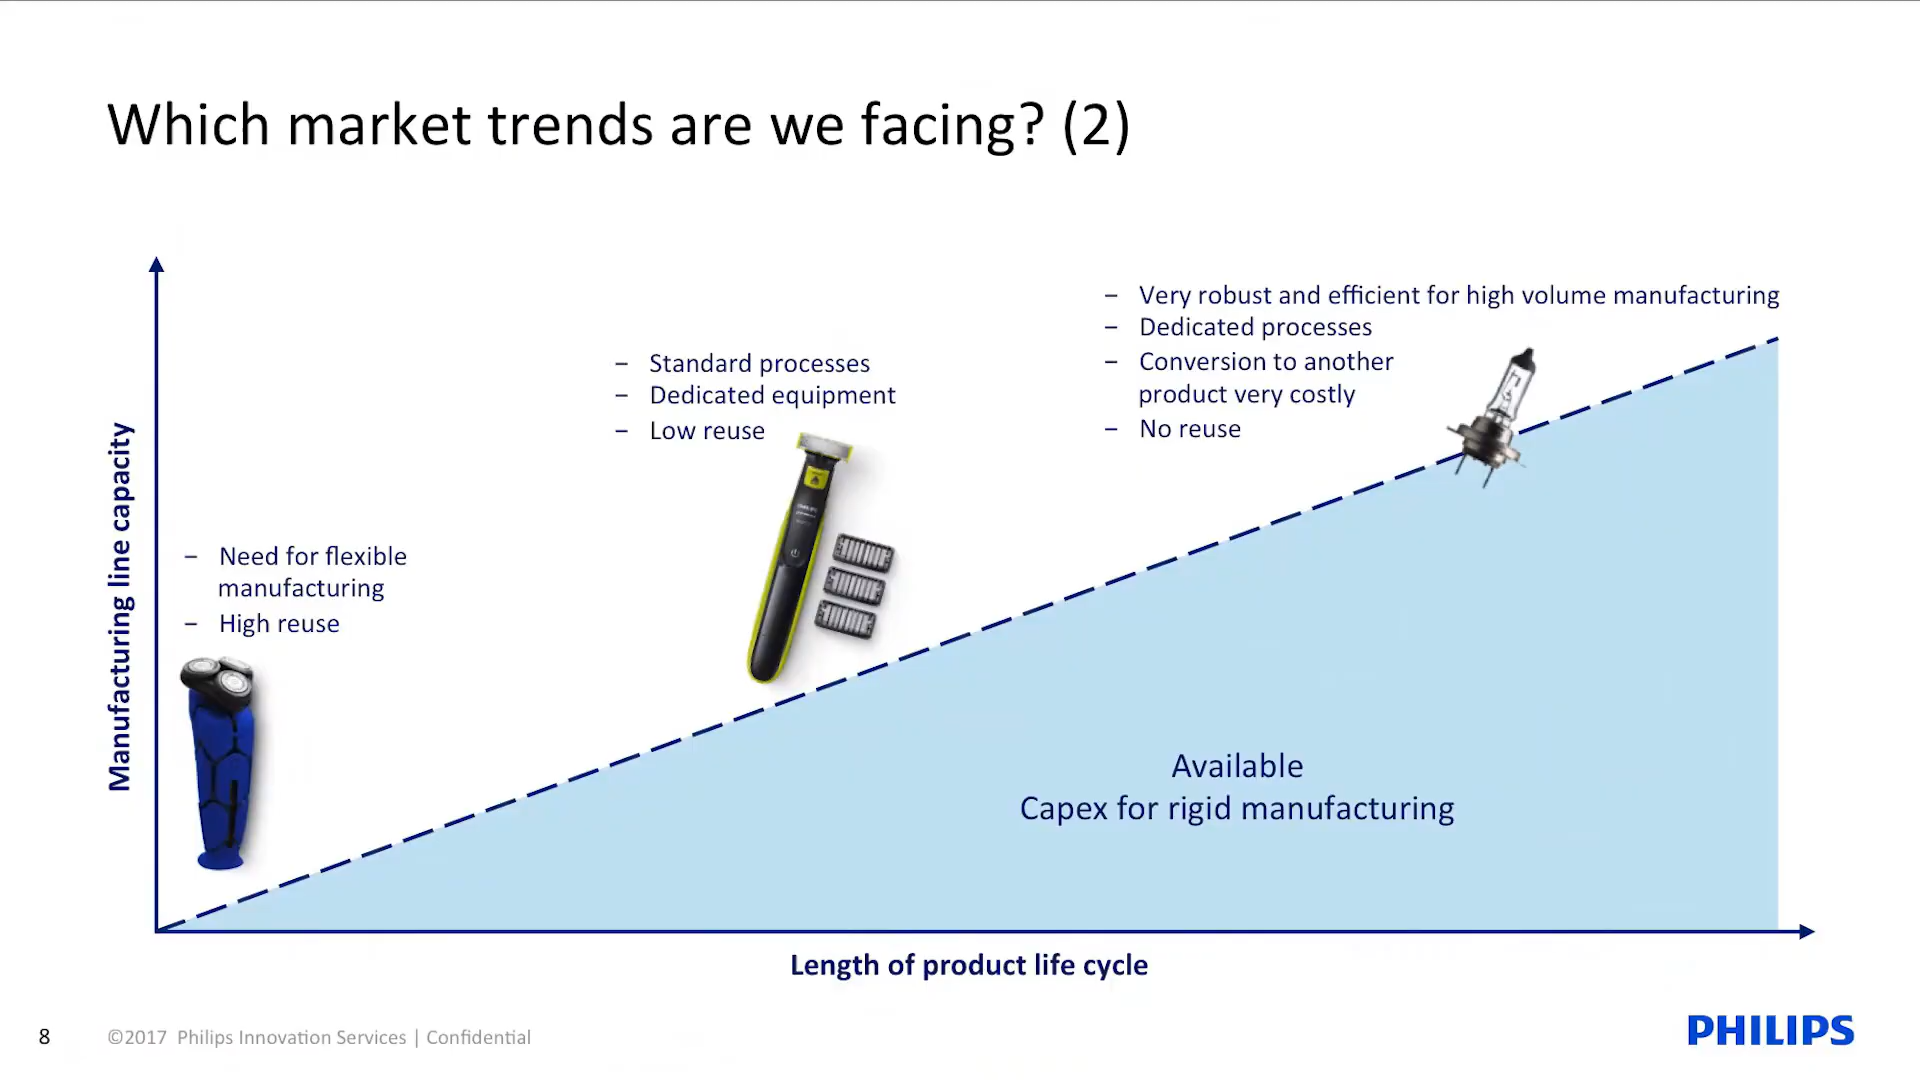 Which market trends are we facing? (2)
– Very robust and efficient for high volume manufacturing
– Dedicated processes
– Conversion to another
product very costly
– No reuse
– Standard processes
– Dedicated equipment
– Low reuse
– Need for flexible
manufacturing
– High reuse
Manufacturing line capacity
Available
Capex for rigid manufacturing
Length of product life cycle
8
©2017 Philips Innovation Services | Confidential
PHILIPS